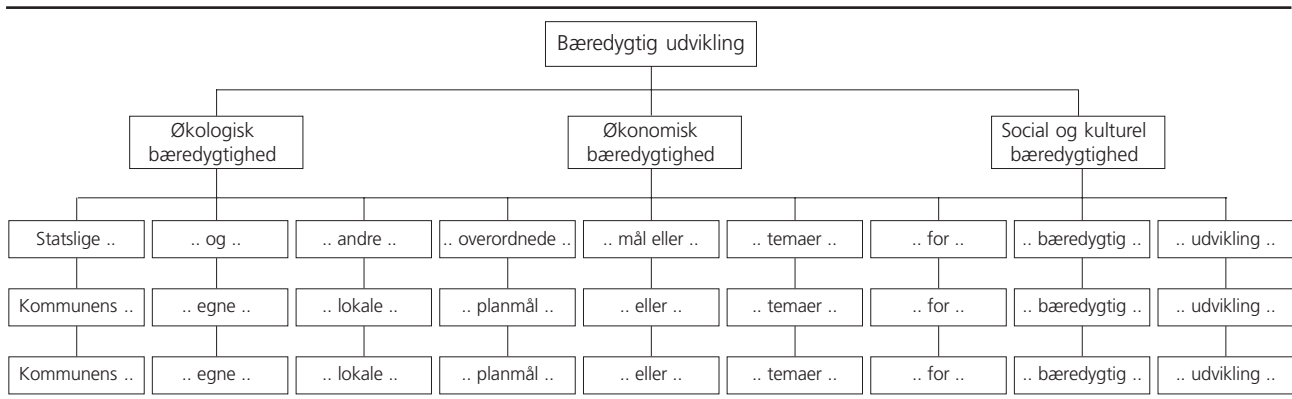 Bæredygtig udvikling
Økologisk
bæredygtighed
Økonomisk
bæredygtighed
Social og kulturel
bæredygtighed
Statslige .. .. og .. .. andre .. .. overordnede .. .. mål eller .. .. temaer .. .. for .. .. bæredygtig .. .. udvikling ..
Kommunens .. .. egne .. .. lokale .. .. planmål .. .. eller .. .. temaer .. .. for .. .. bæredygtig .. .. udvikling ..
Kommunens .. .. egne .. .. lokale .. .. planmål .. .. eller .. .. temaer .. .. for .. .. bæredygtig .. .. udvikling ..